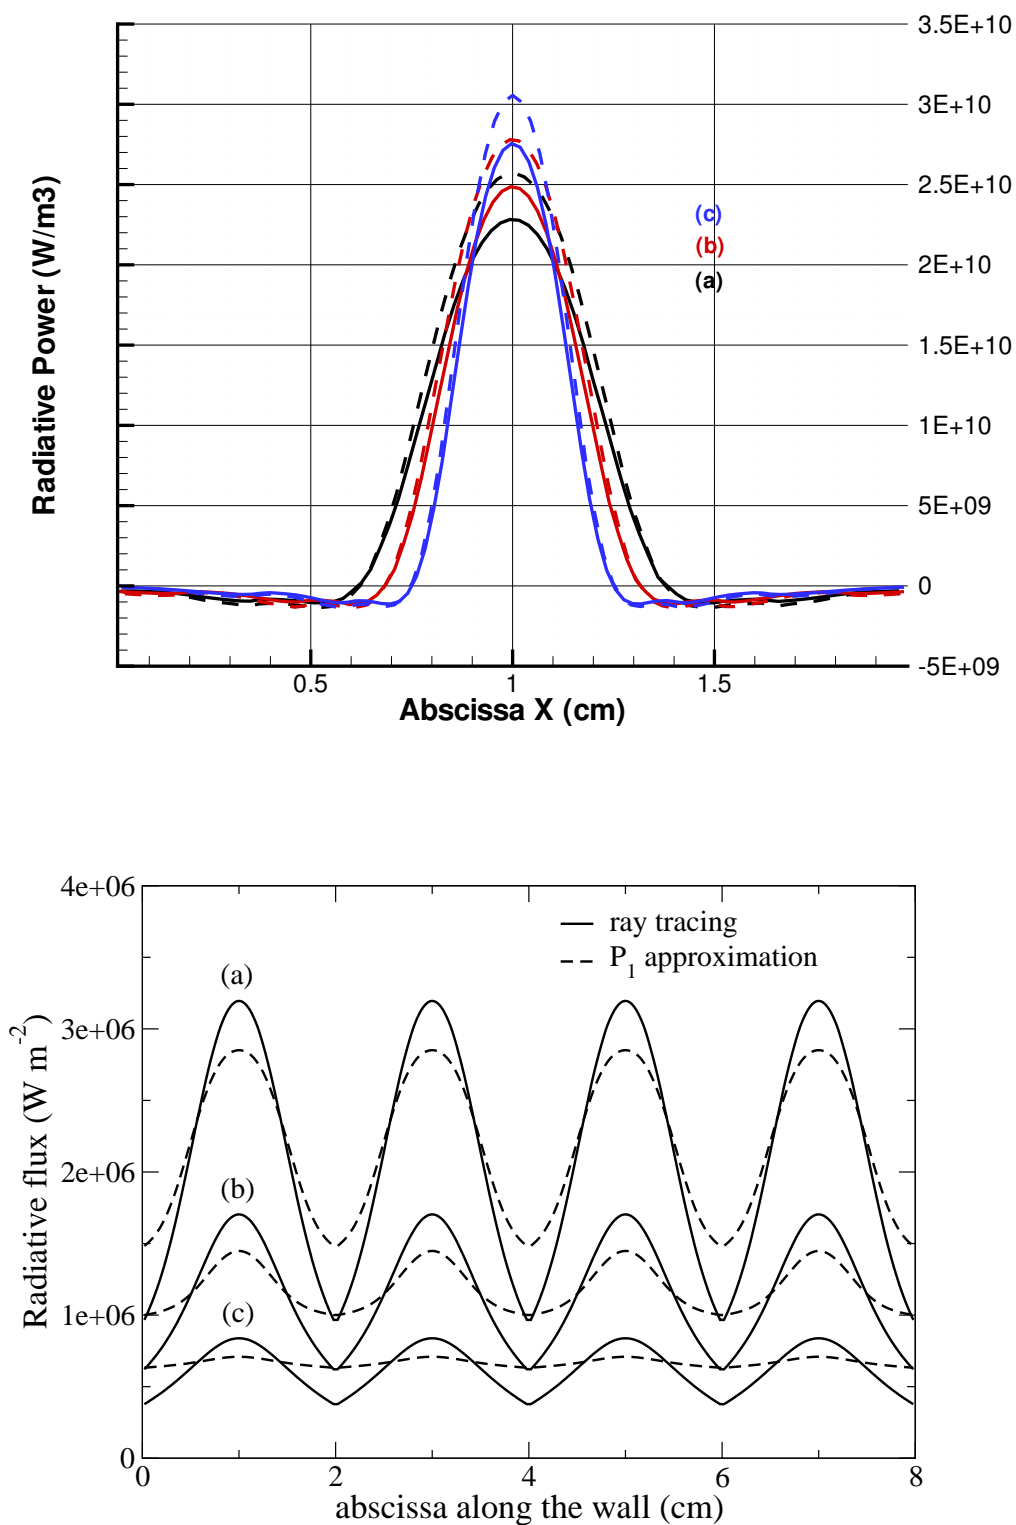 3.5E+10
3E+10
2.5E+10
(c)
(b)
2E+10
(a)
1.5E+10
1E+10
5E+09
0
-5E+09
Radiative Power (W/m3)
0.5
1
1.5
Abscissa X (cm)
4e+06
ray tracing
P1 approximation
(a)
3e+06
2e+06
(b)
1e+06
(c)
0
Radiative flux (W m-2)
0
2
4
6
8
abscissa along the wall (cm)